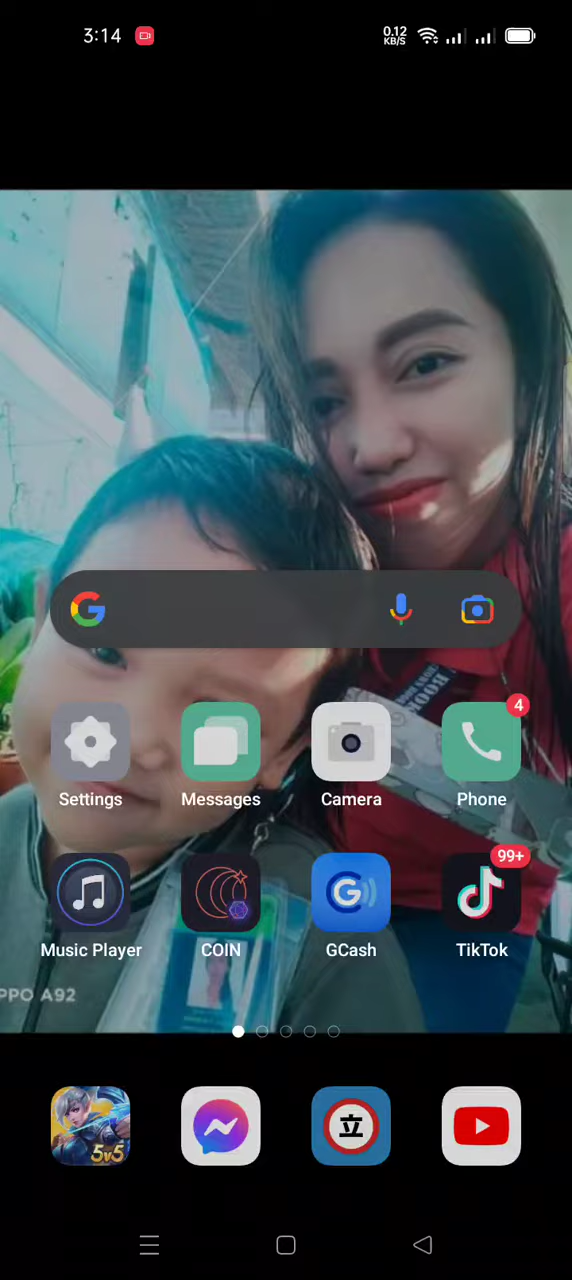 3:14
0.12
KB/S
BOOK
4
Settings
Messages
Camera
Phone
99+
Music Player
COIN
GCash
TikTok
PPO A92
5v5
立